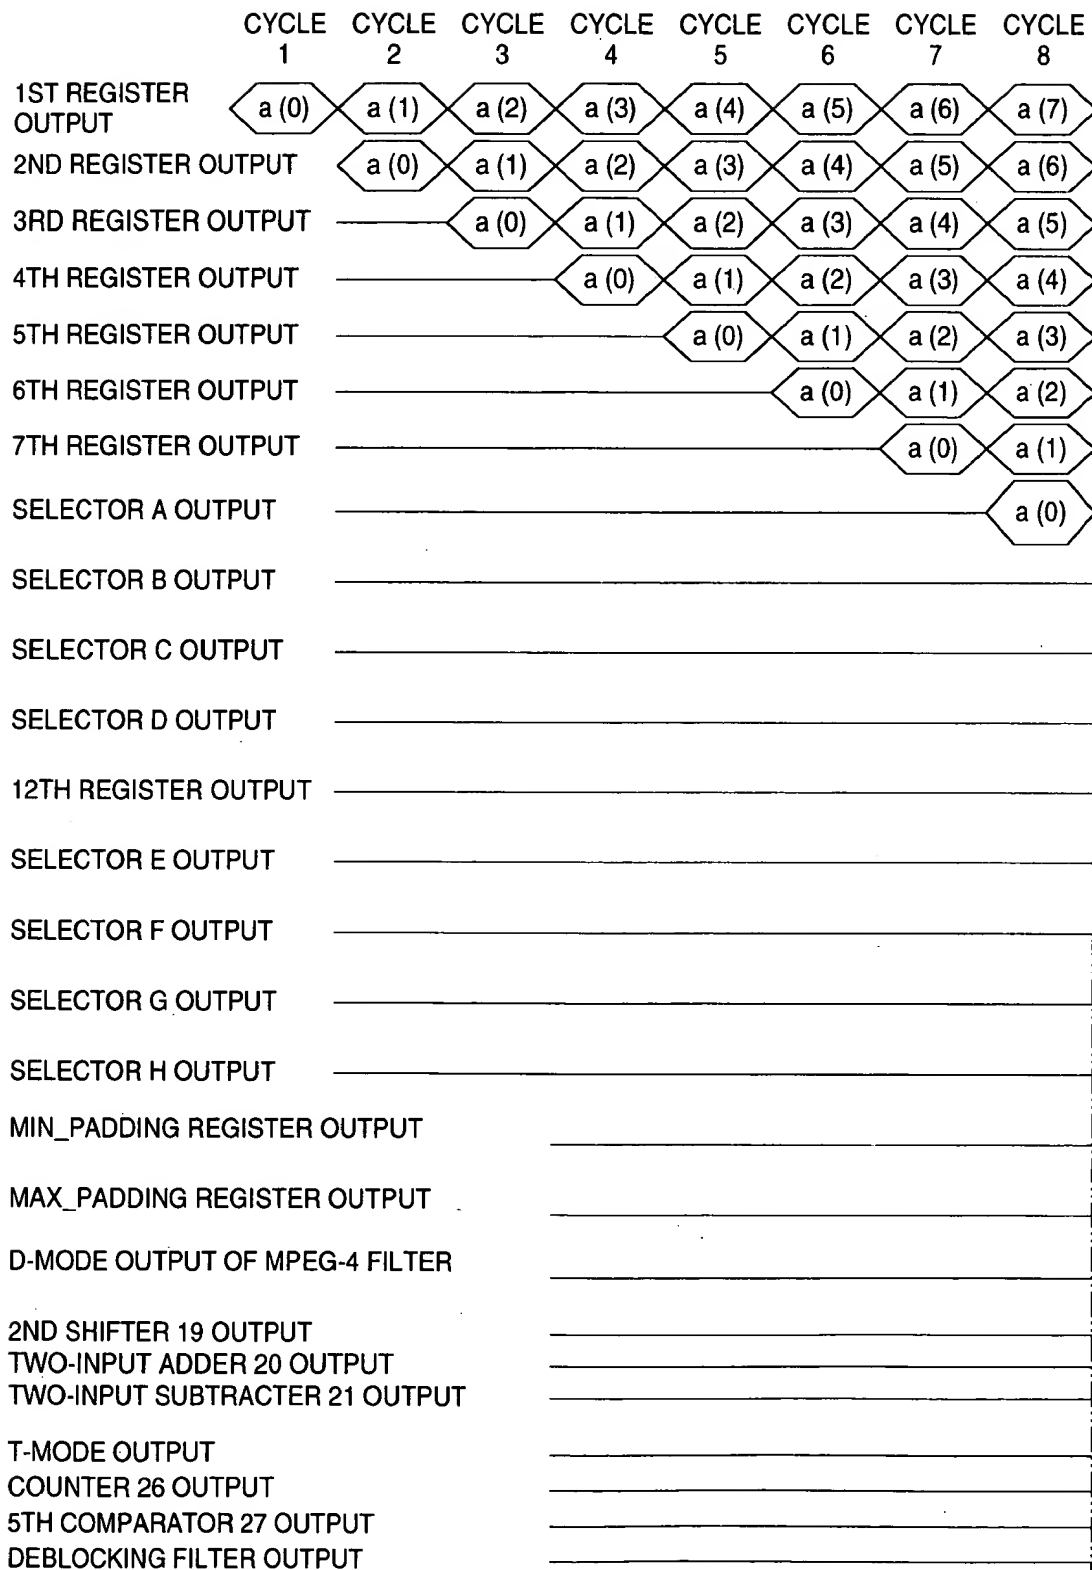 CYCLE CYCLE CYCLE CYCLE CYCLE CYCLE CYCLE CYCLE
1 2 3 4 5 6 7 8
1ST REGISTER
OUTPUT
a (0) a (1) a (2) a (3) a (4) a (5) a (6) a (7)
2ND REGISTER OUTPUT a (0) a (1) a (2) a (3) a (4) a (5) a (6)
3RD REGISTER OUTPUT a (0) a (1) a (2) a (3) a (4) a (5)
4TH REGISTER OUTPUT a (0) a (1) a (2) a (3) a (4)
5TH REGISTER OUTPUT a (0) a (1) a (2) a (3)
6TH REGISTER OUTPUT a (0) a (1) a (2)
7TH REGISTER OUTPUT a (0) a (1)
SELECTOR A OUTPUT a (0)
SELECTOR B OUTPUT
SELECTOR C OUTPUT
SELECTOR D OUTPUT
12TH REGISTER OUTPUT
SELECTOR E OUTPUT
SELECTOR F OUTPUT
SELECTOR G OUTPUT
SELECTOR H OUTPUT
MIN_PADDING REGISTER OUTPUT
MAX_PADDING REGISTER OUTPUT
D-MODE OUTPUT OF MPEG-4 FILTER
2ND SHIFTER 19 OUTPUT
TWO-INPUT ADDER 20 OUTPUT
TWO-INPUT SUBTRACTER 21 OUTPUT
T-MODE OUTPUT
COUNTER 26 OUTPUT
5TH COMPARATOR 27 OUTPUT
DEBLOCKING FILTER OUTPUT